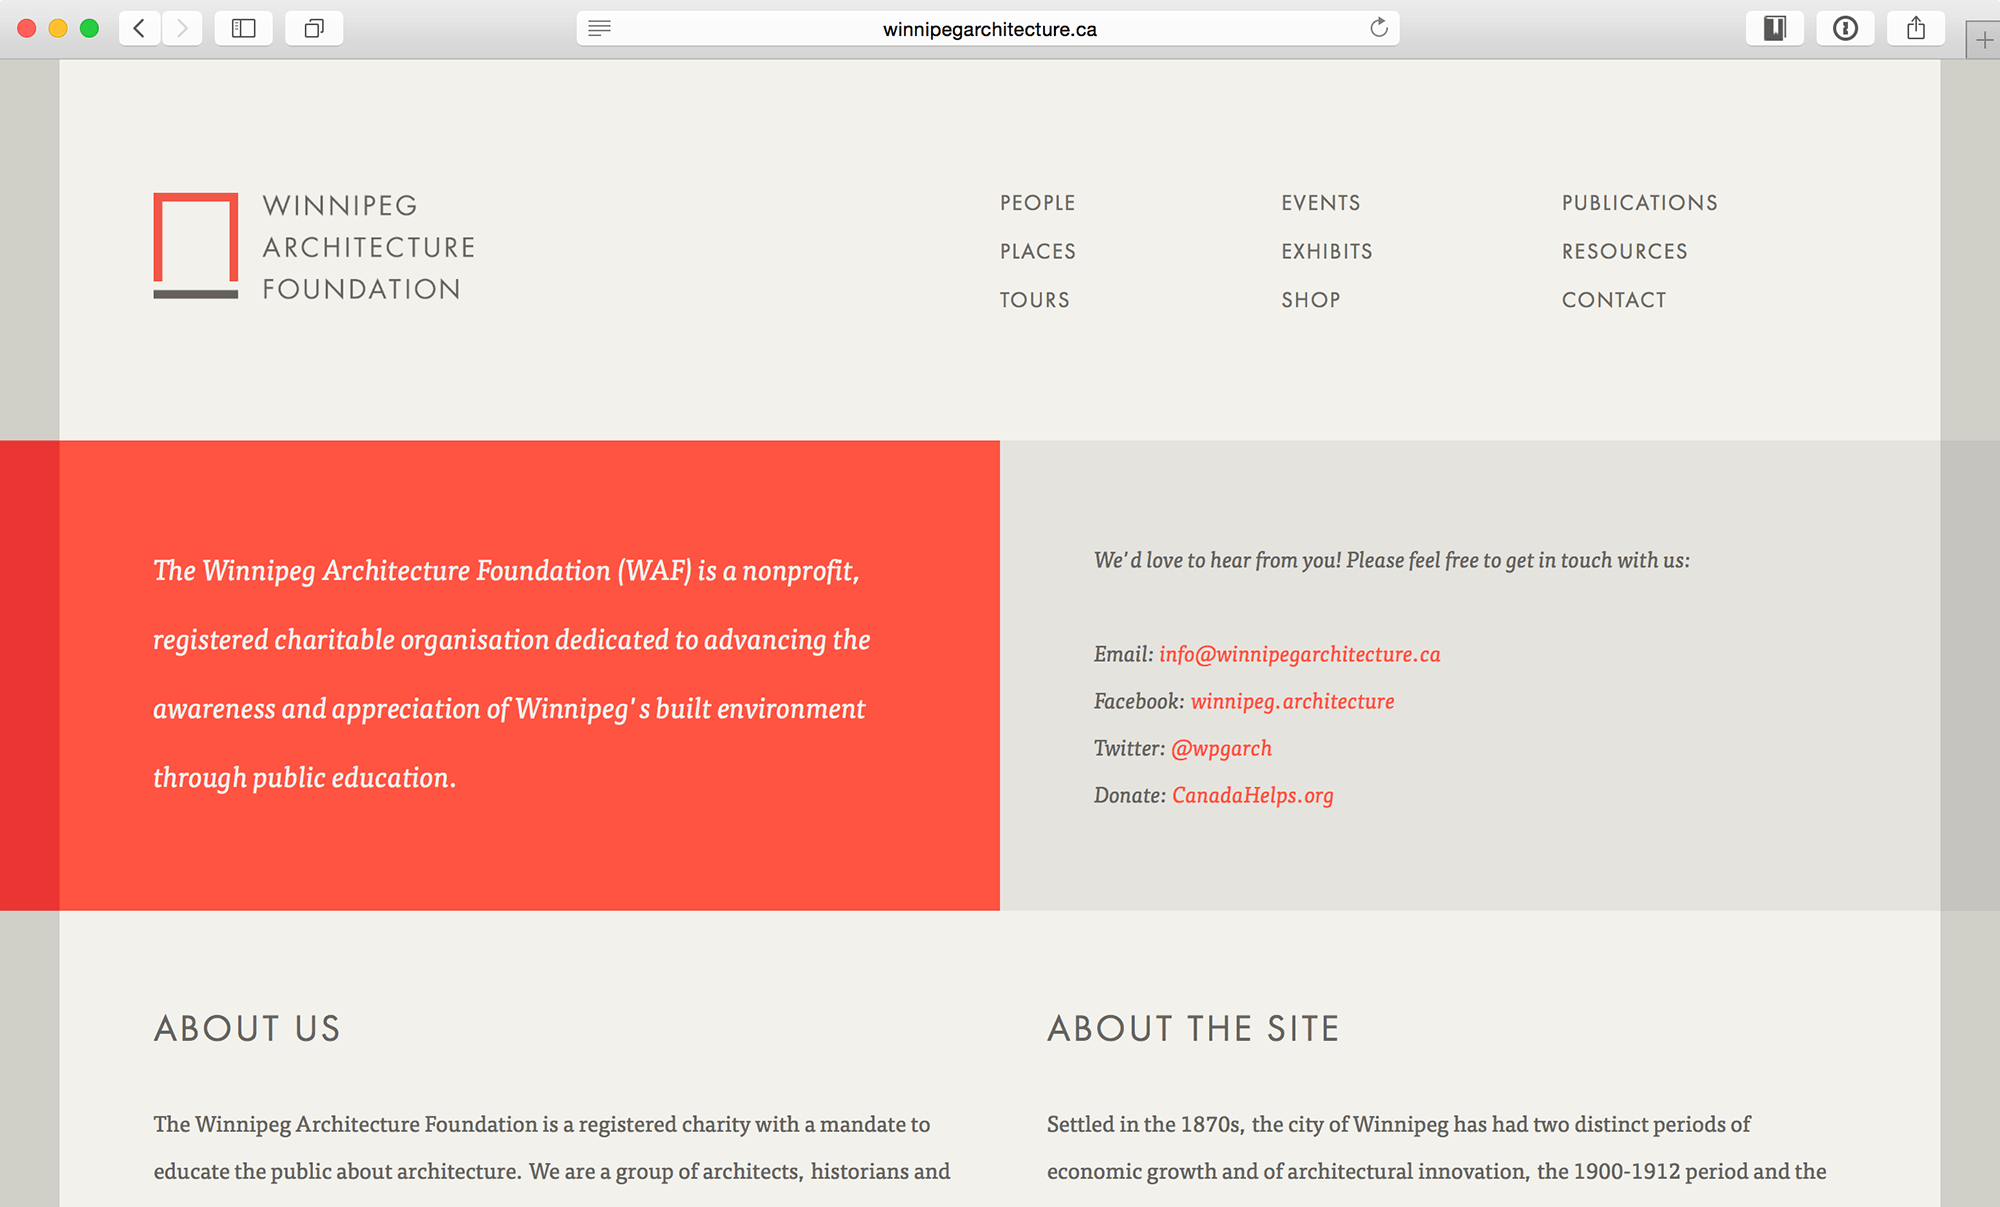 winnipegarchitecture.ca
WINNIPEG
ARCHITECTURE
FOUNDATION
PEOPLE
PLACES
TOURS
EVENTS
EXHIBITS
SHOP
PUBLICATIONS
RESOURCES
CONTACT
The Winnipeg Architecture Foundation (WAF) is a nonprofit,
registered charitable organisation dedicated to advancing the
awareness and appreciation of Winnipeg's built environment
through public education.
We'd love to hear from you! Please feel free to get in touch with us:
Email: info@winnipegarchitecture.ca
Facebook: winnipeg.architecture
Twitter: @wpgarch
Donate: CanadaHelps.org
ABOUT US
The Winnipeg Architecture Foundation is a registered charity with a mandate to
educate the public about architecture. We are a group of architects, historians and
ABOUT THE SITE
Settled in the 1870s, the city of Winnipeg has had two distinct periods of
economic growth and of architectural innovation, the 1900-1912 period and the